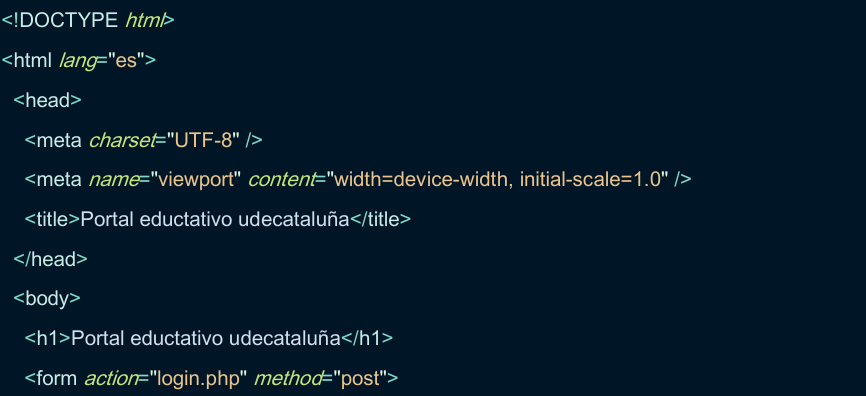 <!DOCTYPE html>
<html lang="es">
<head>
<meta charset="UTF-8" />
<meta name="viewport" content="width=device-width, initial-scale=1.0" />
<title>Portal eductativo udecataluña</title>
</head>
<body>
<h1>Portal eductativo udecataluña</h1>
<form action="login.php" method="post">